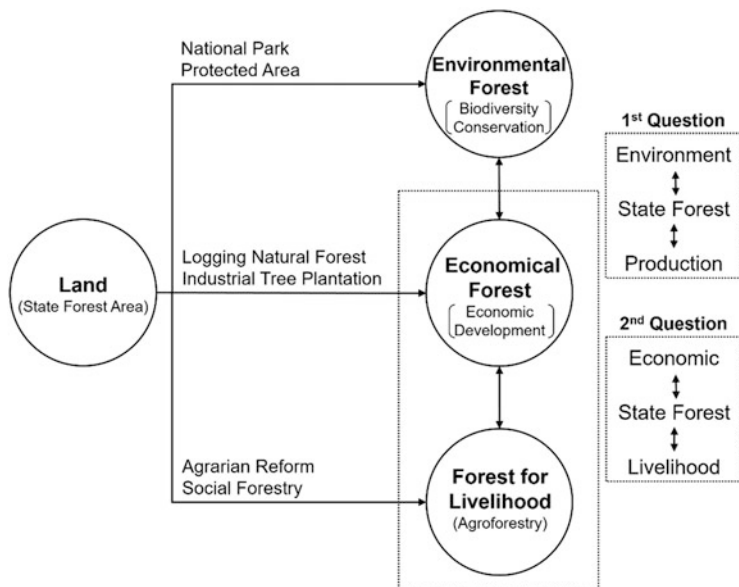 National Park
Protected Area
Environmental
Forest
Biodiversity
Conservation
1st Question
Environment
State Forest
Production
Land
(State Forest Area)
Logging Natural Forest
Industrial Tree Plantation
Economical
Forest
Economic
Development
2nd Question
Economic
State Forest
Livelihood
Agrarian Reform
Social Forestry
Forest for
Livelihood
(Agroforestry)